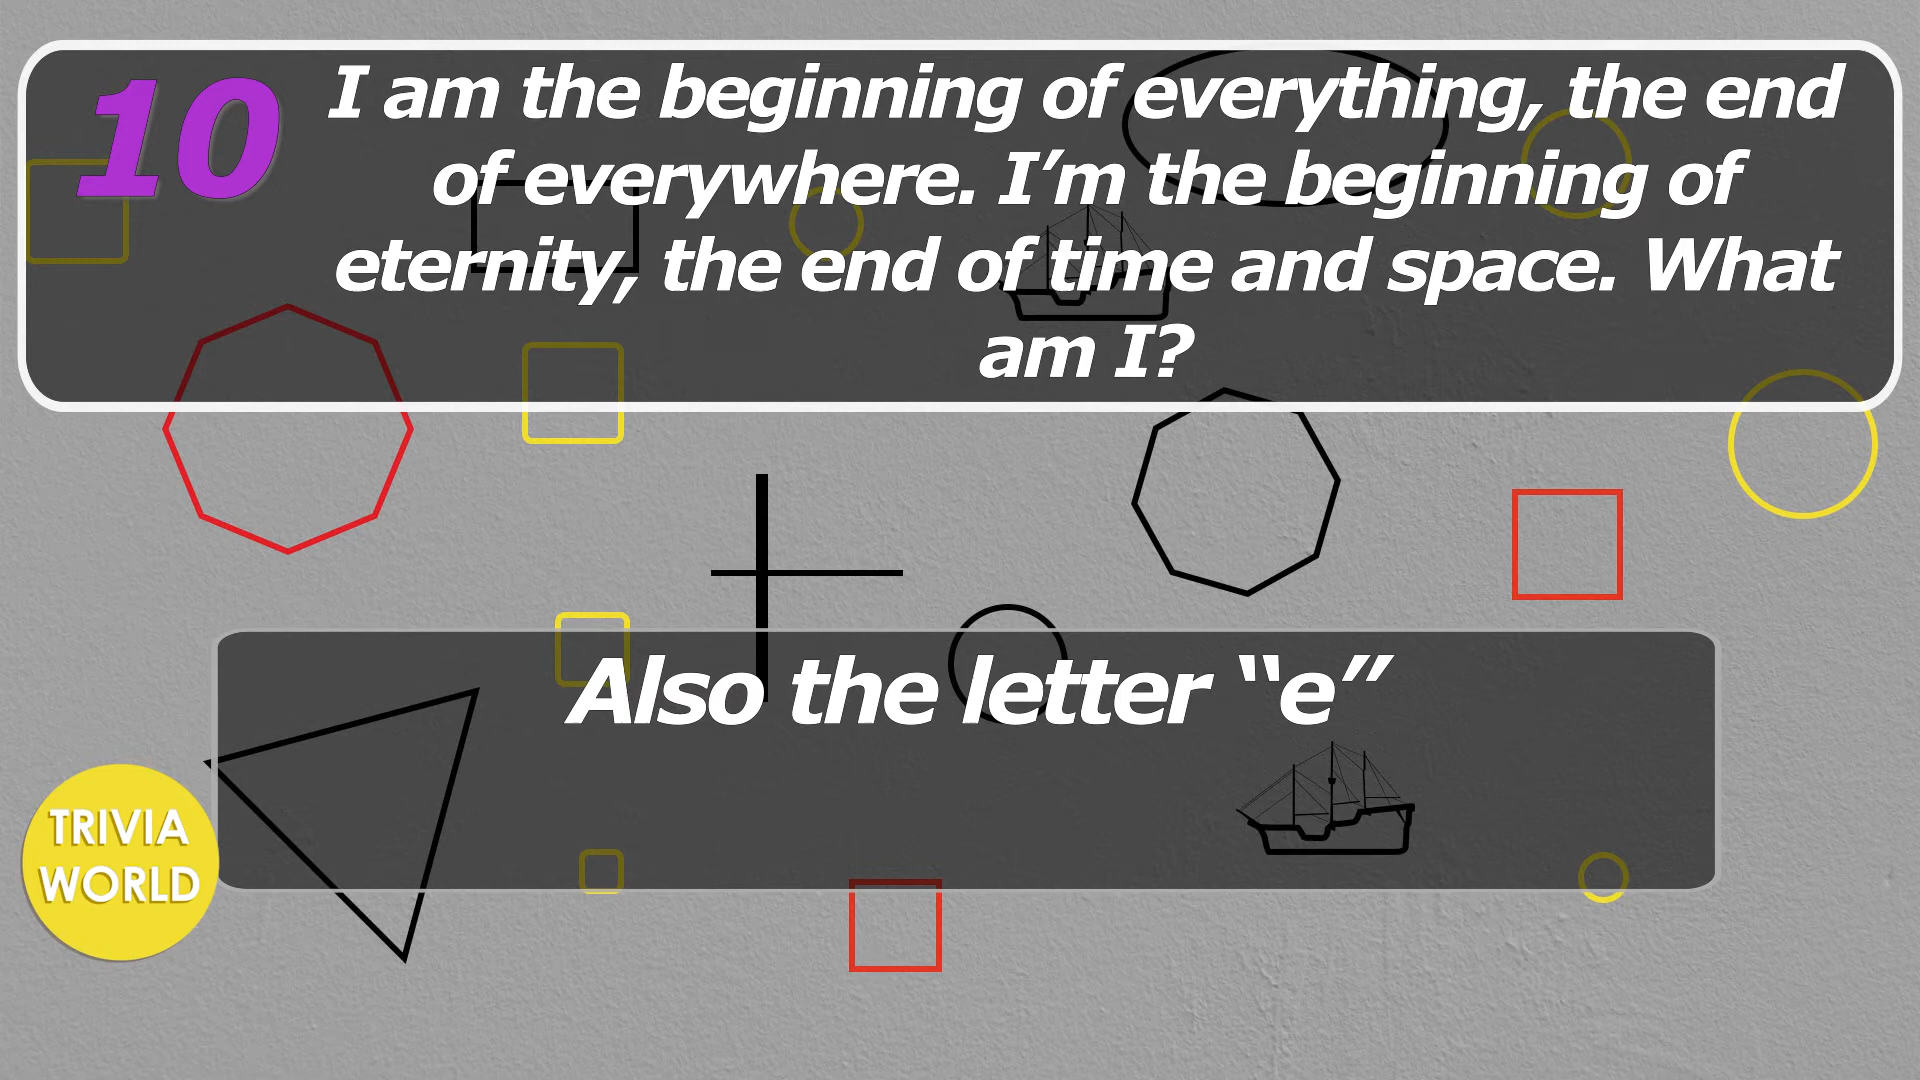 10
I am the beginning of everything, the end
of everywhere. I’m the beginning of
eternity, the end of time and space. What
am I?
Also the letter “e”
TRIVIA
WORLD